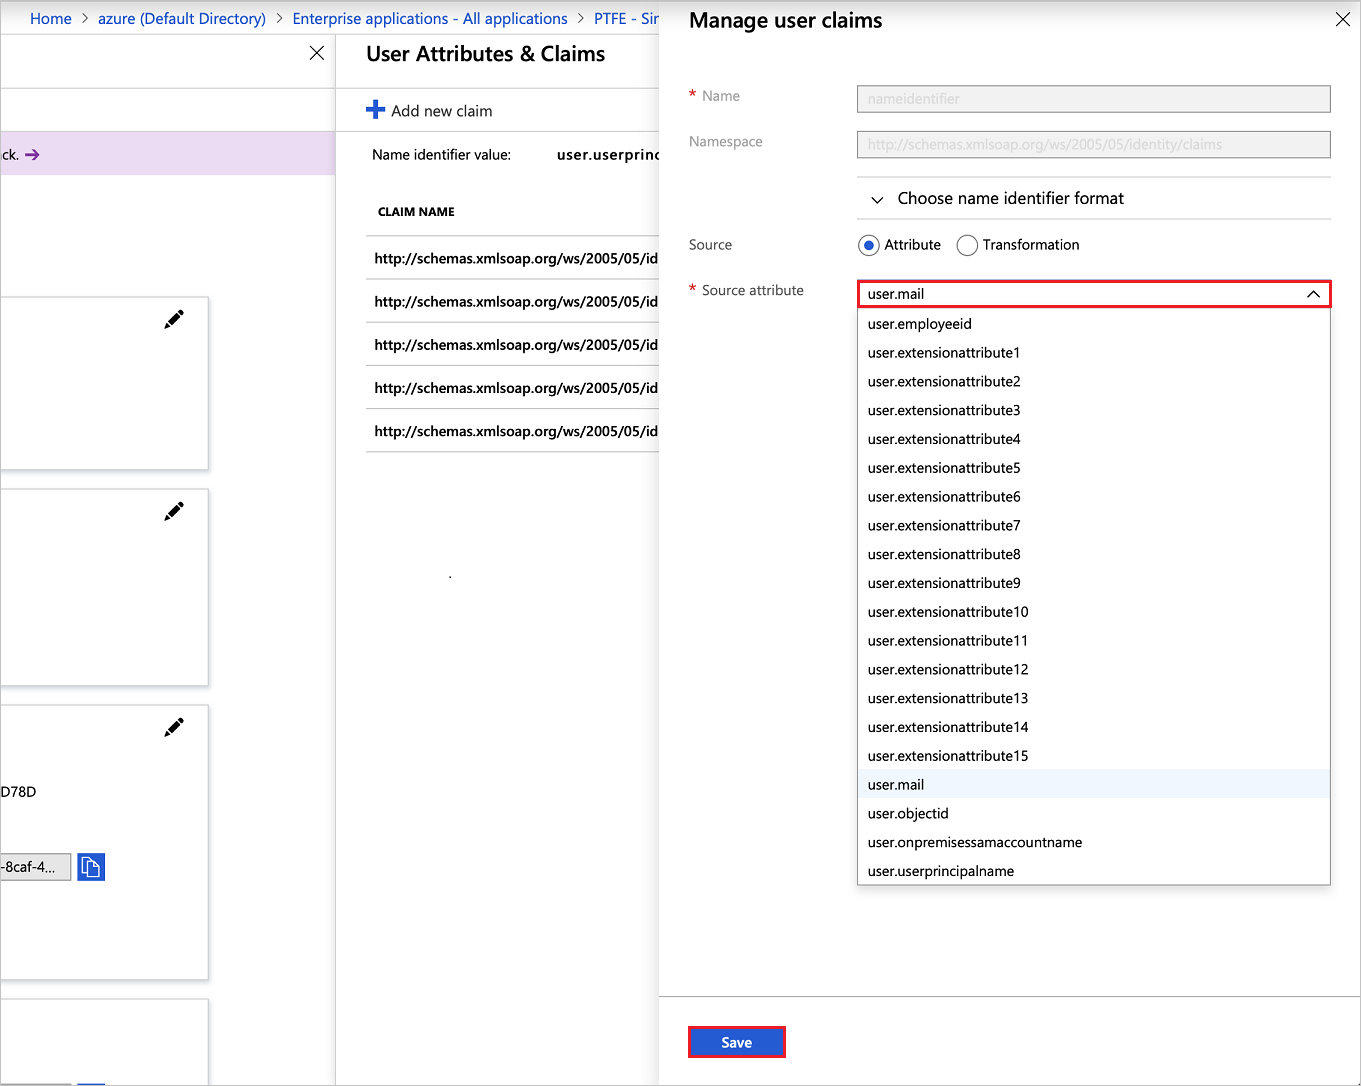 Home > azure (Default Directory) > Enterprise applications - All applications > PTFE - Sir
ck. →
D78D
-8caf-4...
User Attributes & Claims
Add new claim
Name identifier value: user.userprinc
CLAIM NAME
http://schemas.xmlsoap.org/ws/2005/05/id
http://schemas.xmlsoap.org/ws/2005/05/id
http://schemas.xmlsoap.org/ws/2005/05/id
http://schemas.xmlsoap.org/ws/2005/05/id
http://schemas.xmlsoap.org/ws/2005/05/id
Manage user claims
* Name nameidentifier
Namespace http://schemas.xmlsoap.org/ws/2005/05/identity/claims
Choose name identifier format
Source Attribute Transformation
* Source attribute user.mail
user.employeeid
user.extensionattribute1
user.extensionattribute2
user.extensionattribute3
user.extensionattribute4
user.extensionattribute5
user.extensionattribute6
user.extensionattribute7
user.extensionattribute8
user.extensionattribute9
user.extensionattribute10
user.extensionattribute11
user.extensionattribute12
user.extensionattribute13
user.extensionattribute14
user.extensionattribute15
user.mail
user.objectid
user.onpremisessamaccountname
user.userprincipalname
Save